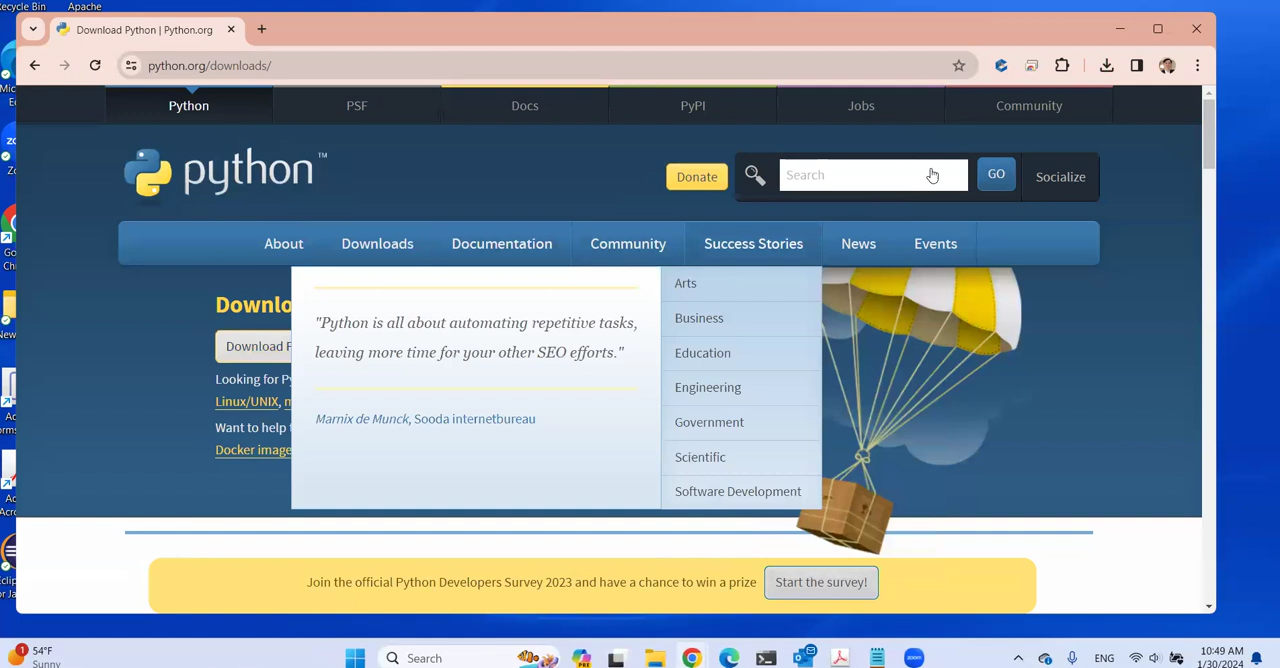 Recycle Bin
Apache
Download Python | Python.org
python.org/downloads/
Python
PSF
Docs
PyPI
Jobs
Community
python™
Donate
Search
GO
Socialize
About
Downloads
Documentation
Community
Success Stories
News
Events
Downlo
Download
Looking for Py
Linux/UNIX, m
Want to help t
Docker image
"Python is all about automating repetitive tasks,
leaving more time for your other SEO efforts."
Marnix de Munck, Sooda internetbureau
Arts
Business
Education
Engineering
Government
Scientific
Software Development
Join the official Python Developers Survey 2023 and have a chance to win a prize
Start the survey!
1
54°F
Sunny
Search
PRE
zoom
ENG
10:49 AM
1/30/2024